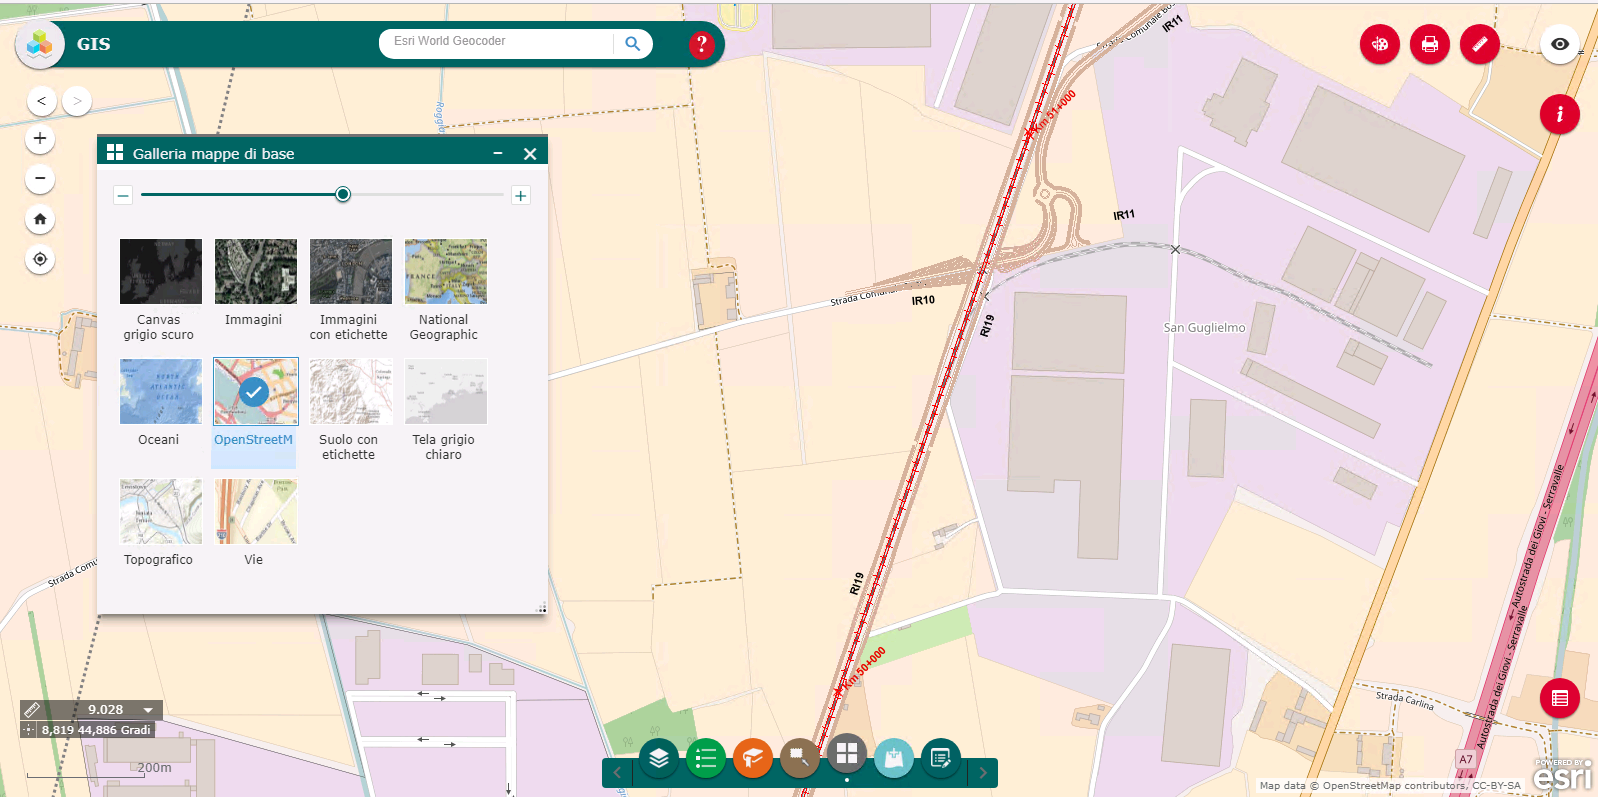 GIS
Esri World Geocoder
?
<
>
Galleria mappe di base
Canvas
grigio scuro
Immagini
Immagini
con etichette
National
Geographic
Oceani
OpenStreetM
Suolo con
etichette
Tela grigio
chiaro
Topografico
Vie
Strada Comunale Bos
IR11
Km 51+000
IR11
Strada Comu
IR10
RI19
San Guglielmo
Roggio
Strada Comu
RI19
Km 50+000
Autostrada dei Giovi - Serravalle
Autostrada dei Giovi - Serravalle
Strada Carlina
A7
9.028
8,819 44,886 Gradi
200m
POWERED BY
esri
Map data © OpenStreetMap contributors, CC-BY-SA